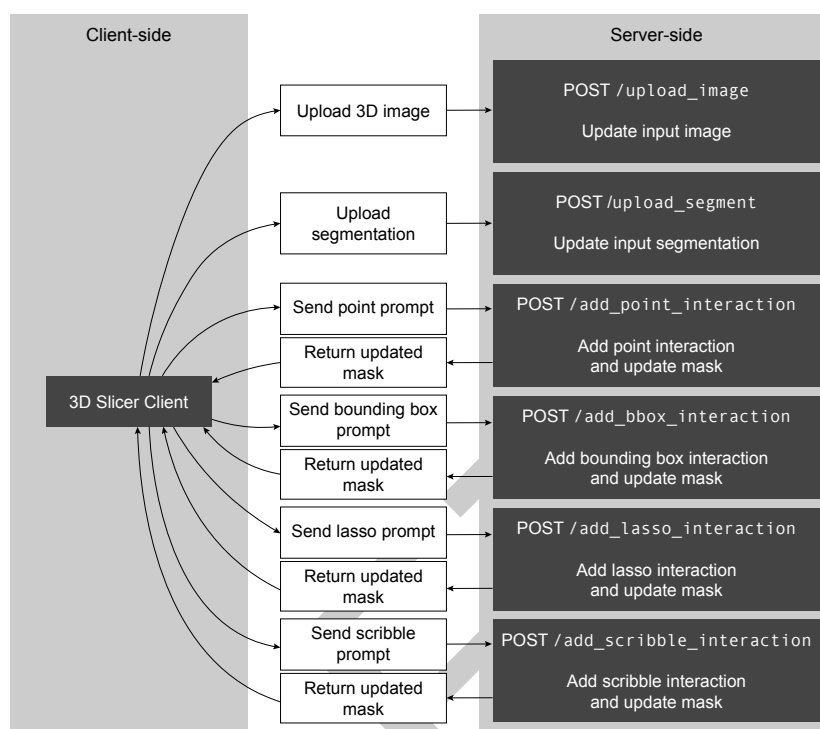 Client-side
Server-side
Upload 3D image
POST /upload_image
Update input image
Upload
segmentation
POST /upload_segment
Update input segmentation
Send point prompt
POST /add_point_interaction
Return updated
mask
Add point interaction
and update mask
3D Slicer Client
Send bounding box
prompt
POST /add_bbox_interaction
Return updated
mask
Add bounding box interaction
and update mask
Send lasso prompt
POST /add_lasso_interaction
Return updated
mask
Add lasso interaction
and update mask
Send scribble
prompt
POST /add_scribble_interaction
Return updated
mask
Add scribble interaction
and update mask